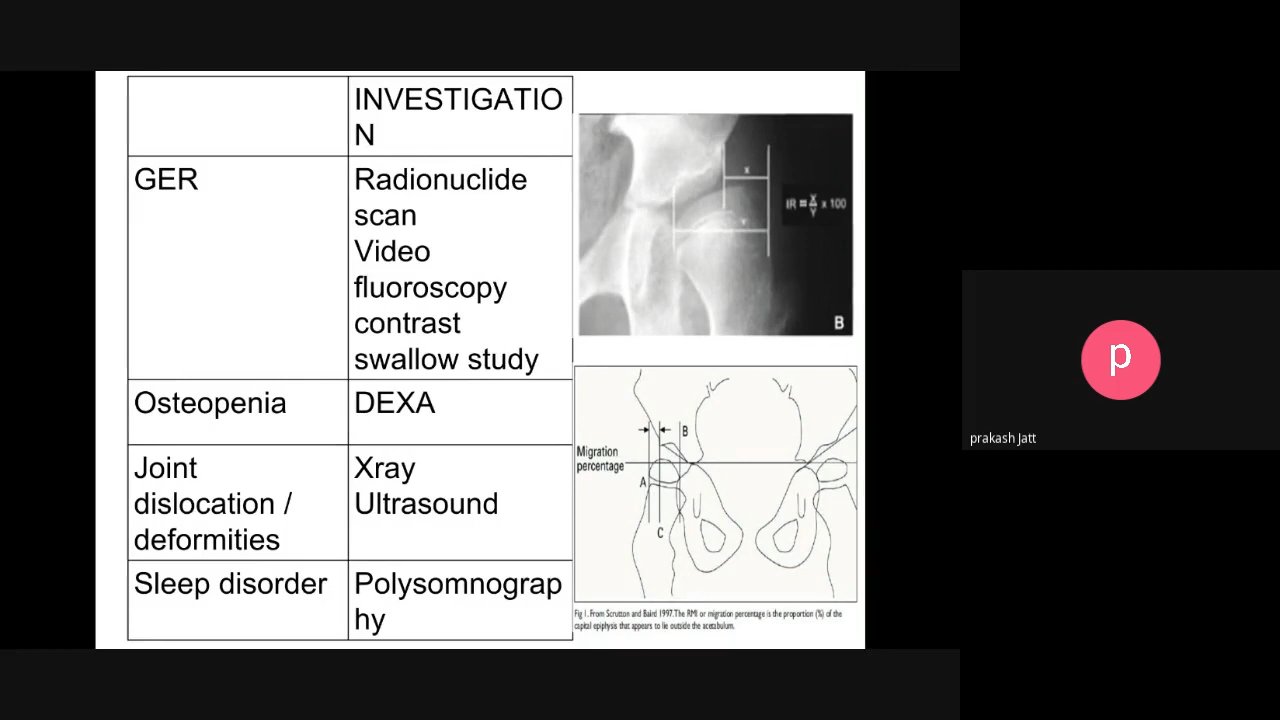 INVESTIGATIO
N
GER
Radionuclide
scan
Video
fluoroscopy
contrast
swallow study
Osteopenia
DEXA
Joint
dislocation /
deformities
Xray
Ultrasound
Sleep disorder
Polysomnograp
hy
X
Y
IR = X/Y x 100
B
B
Migration
percentage
A
C
Fig 1. From Scrutton and Baird 1997. The RMI or migration percentage is the proportion (%) of the
capital epiphysis that appears to lie outside the acetabulum.
p
prakash Jatt